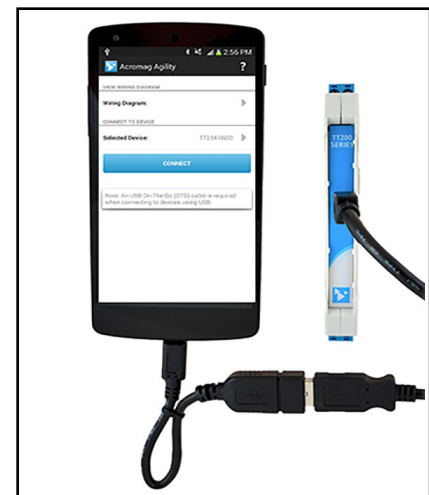 2:56 PM
Acromag Agility ?
VIEW WIRING DIAGRAM
Wiring Diagram:
CONNECT TO DEVICE
Selected Device: TT234-0600
CONNECT
Note: An USB On-The-Go (OTG) cable is required
when connecting to devices using USB.
TT200
SERIES